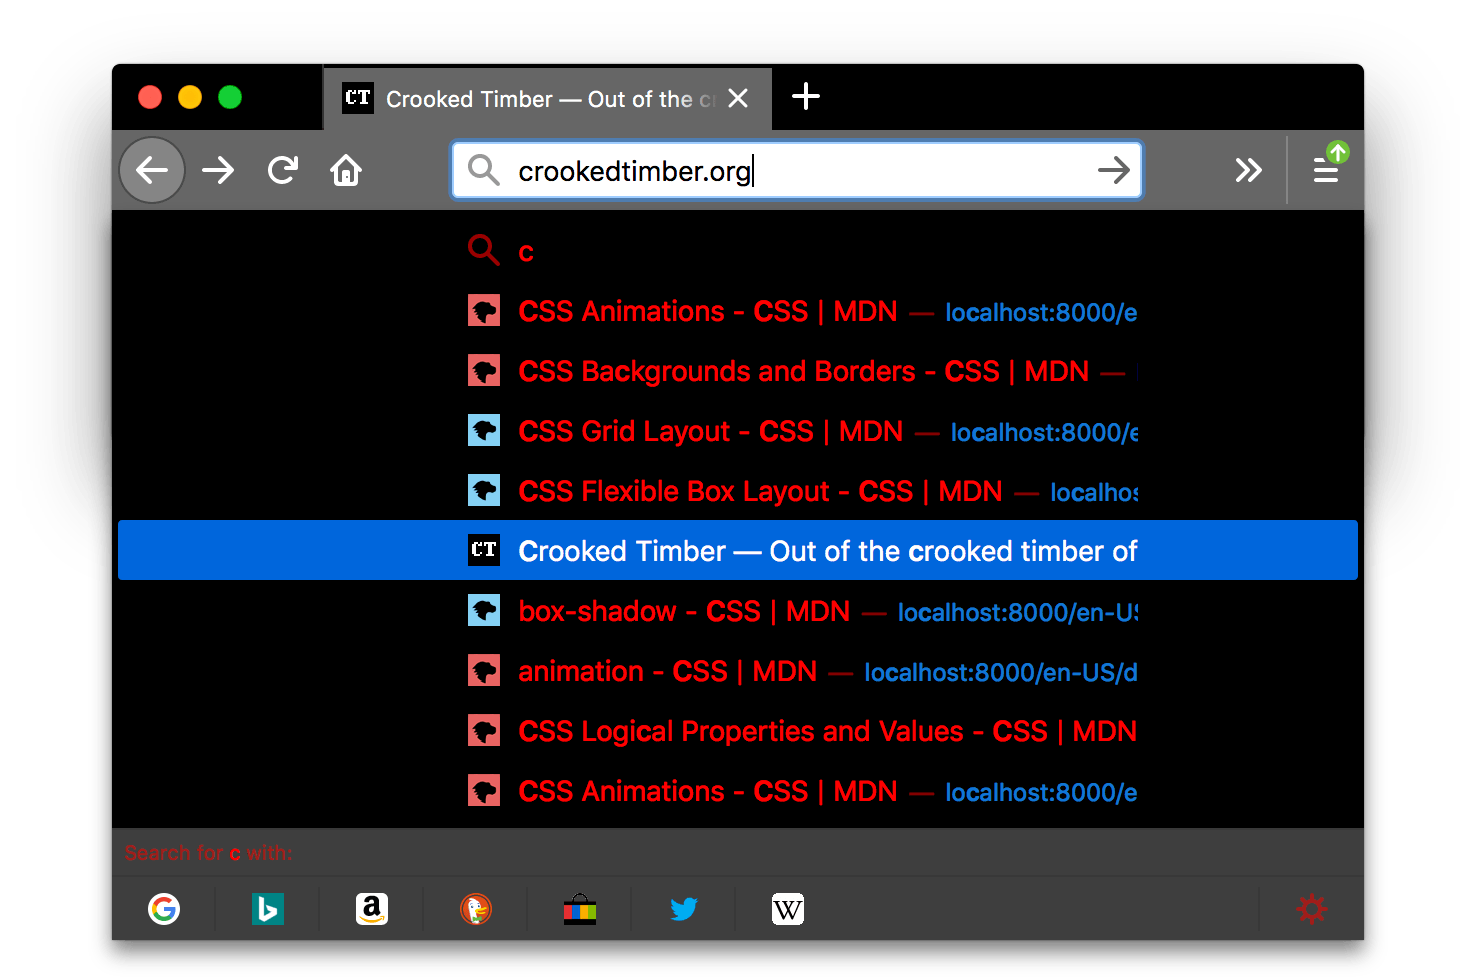 CT Crooked Timber — Out of the c
crookedtimber.org
c
CSS Animations - CSS | MDN — localhost:8000/e
CSS Backgrounds and Borders - CSS | MDN —
CSS Grid Layout - CSS | MDN — localhost:8000/e
CSS Flexible Box Layout - CSS | MDN — localhos
CT Crooked Timber — Out of the crooked timber of
box-shadow - CSS | MDN — localhost:8000/en-US
animation - CSS | MDN — localhost:8000/en-US/d
CSS Logical Properties and Values - CSS | MDN
CSS Animations - CSS | MDN — localhost:8000/e
Search for c with:
G b a W